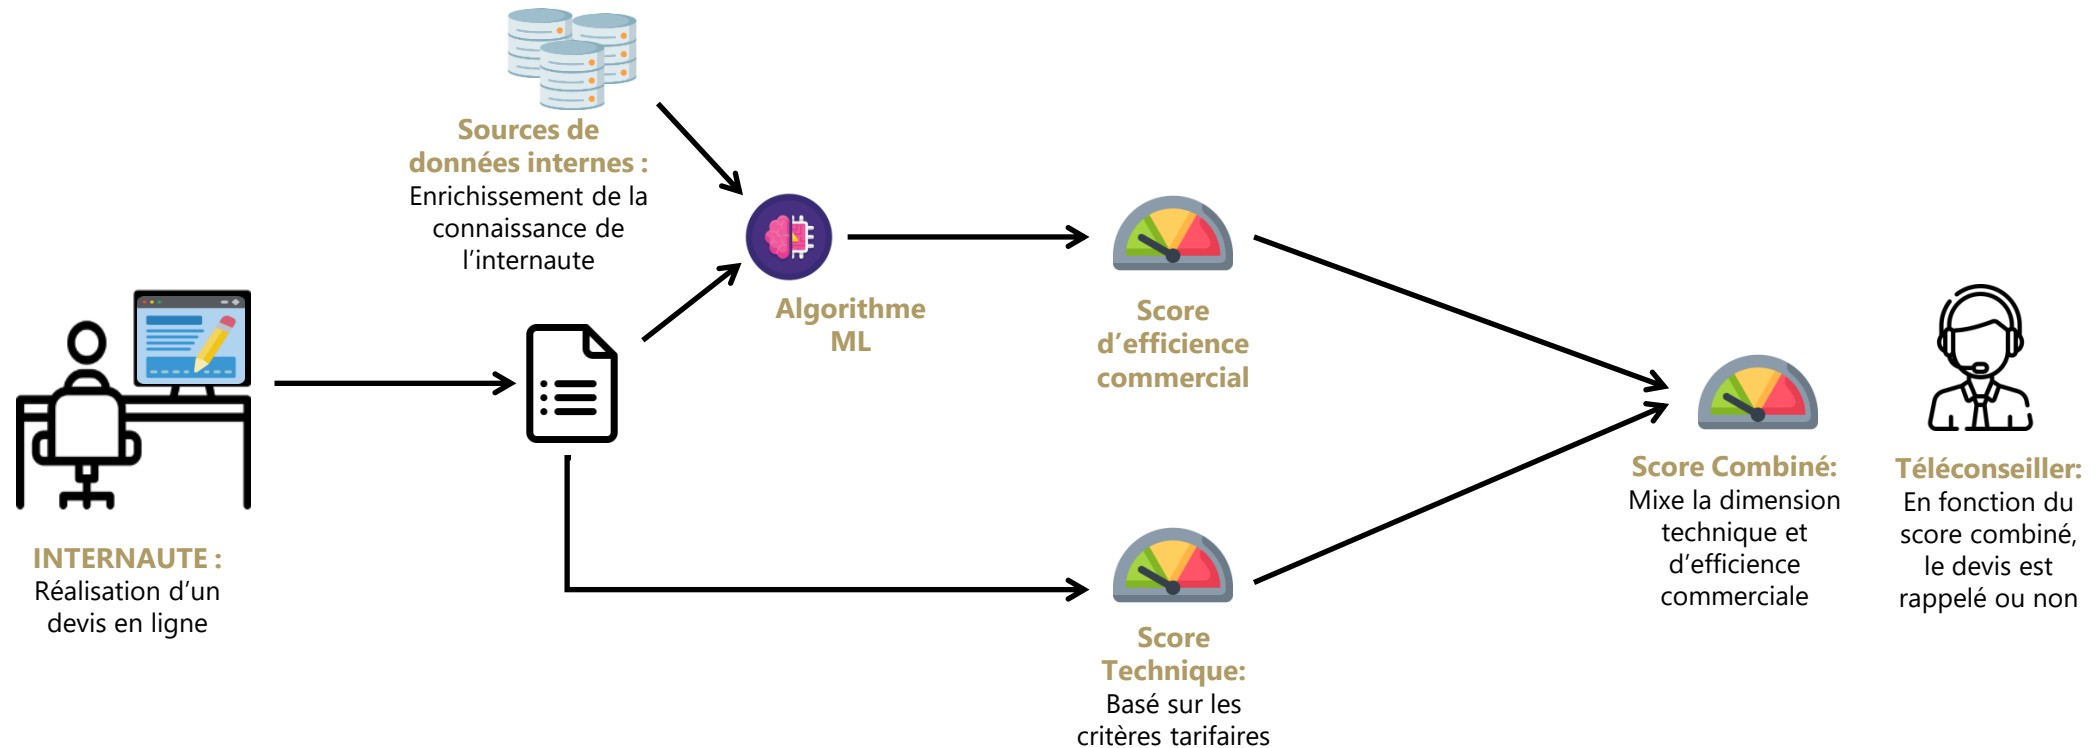 Sources de
données internes :
Enrichissement de la
connaissance de
l’internaute
INTERNAUTE :
Réalisation d’un
devis en ligne
Algorithme
ML
Score
d’efficience
commercial
Score
Technique:
Basé sur les
critères tarifaires
Score Combiné:
Mixe la dimension
technique et
d’efficience
commerciale
Téléconseiller:
En fonction du
score combiné,
le devis est
rappelé ou non